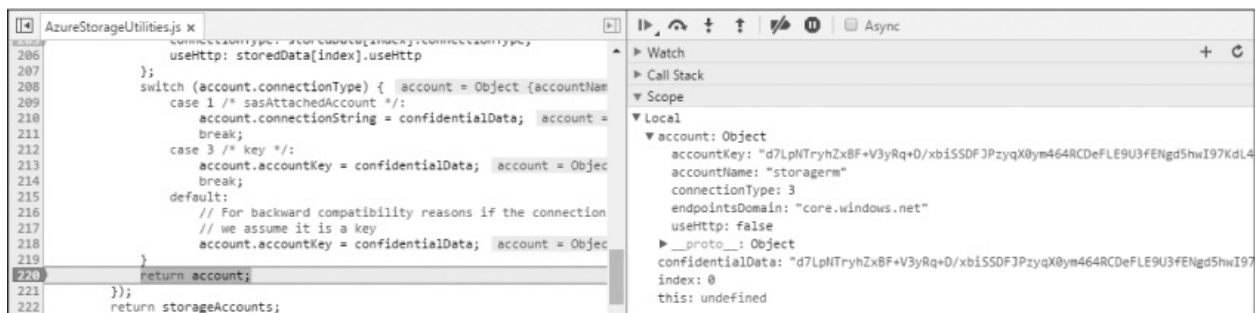 AzureStorageUtilities.js ×
205 connectionType: storedData[index].connectionType,
206 useHttp: storedData[index].useHttp
207 };
208 switch (account.connectionType) { account = Object {accountNam
209 case 1 /* sasAttachedAccount */:
210 account.connectionString = confidentialData; account =
211 break;
212 case 3 /* key */:
213 account.accountKey = confidentialData; account = Objec
214 break;
215 default:
216 // For backward compatibility reasons if the connection
217 // we assume it is a key
218 account.accountKey = confidentialData; account = Objec
219 }
220 return account;
221 });
222 return storageAccounts;
Async
Watch
Call Stack
Scope
Local
account: Object
accountKey: "d7LpNTryhZxBF+V3yRq+D/xbiSSDFJPzyqX0ym464RCDeFLE9U3fENgd5hwI97KdL4
accountName: "storagerm"
connectionType: 3
endpointsDomain: "core.windows.net"
useHttp: false
__proto__: Object
confidentialData: "d7LpNTryhZxBF+V3yRq+D/xbiSSDFJPzyqX0ym464RCDeFLE9U3fENgd5hwI97
index: 0
this: undefined